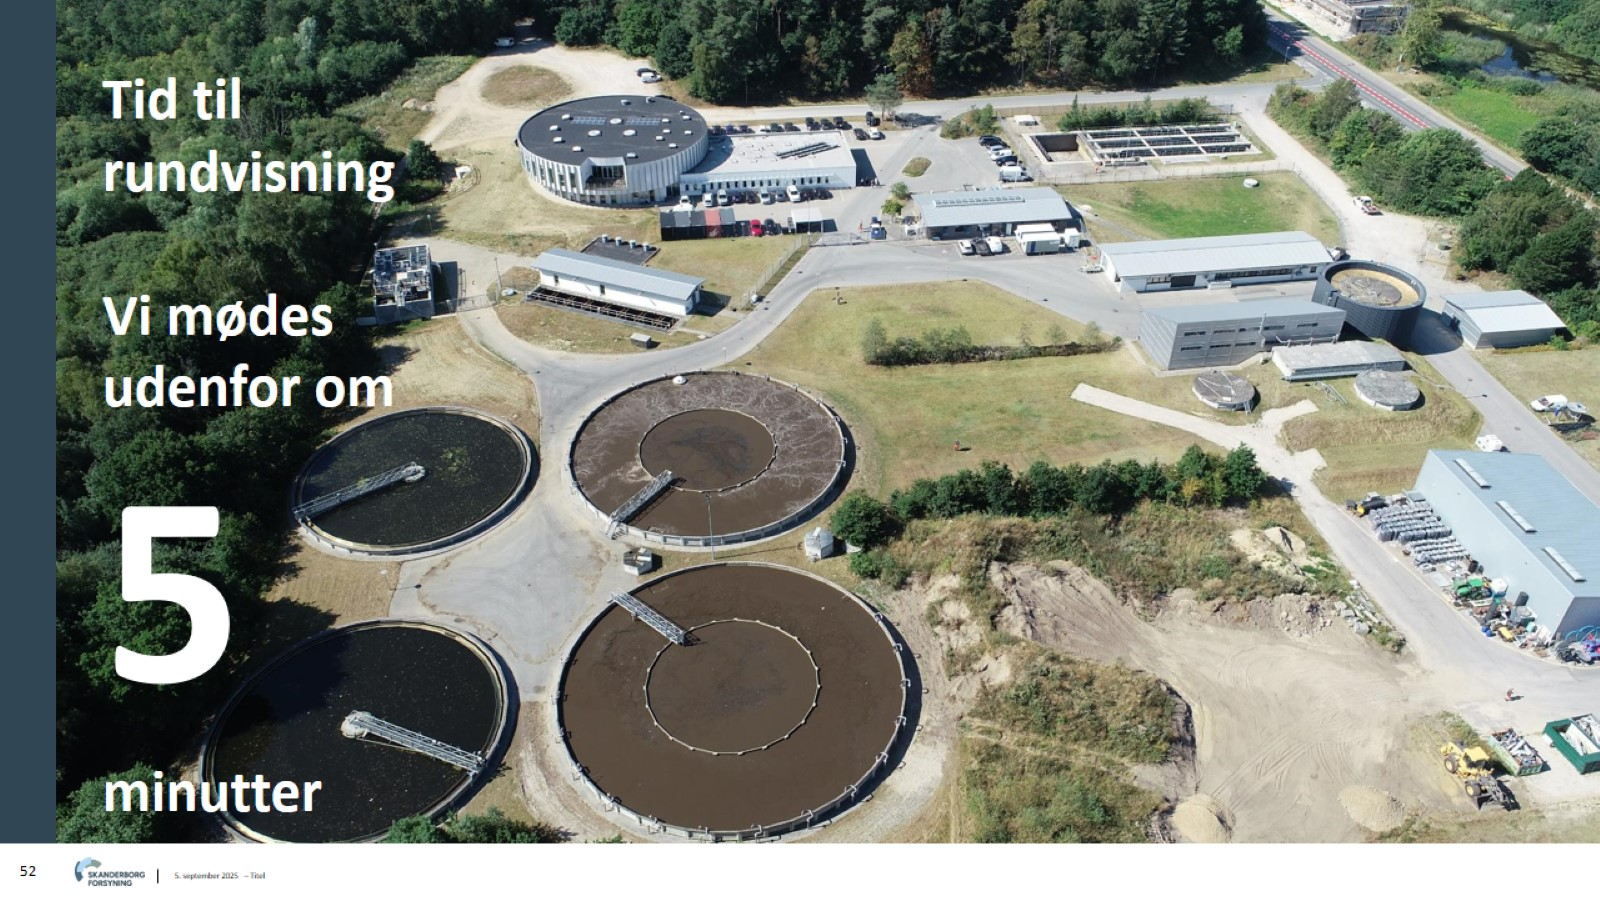 Tid til
rundvisning
Vi mødes
udenfor om
5
minutter
52
SKANDERBORG
FORSYNING
5. september 2025 – Titel